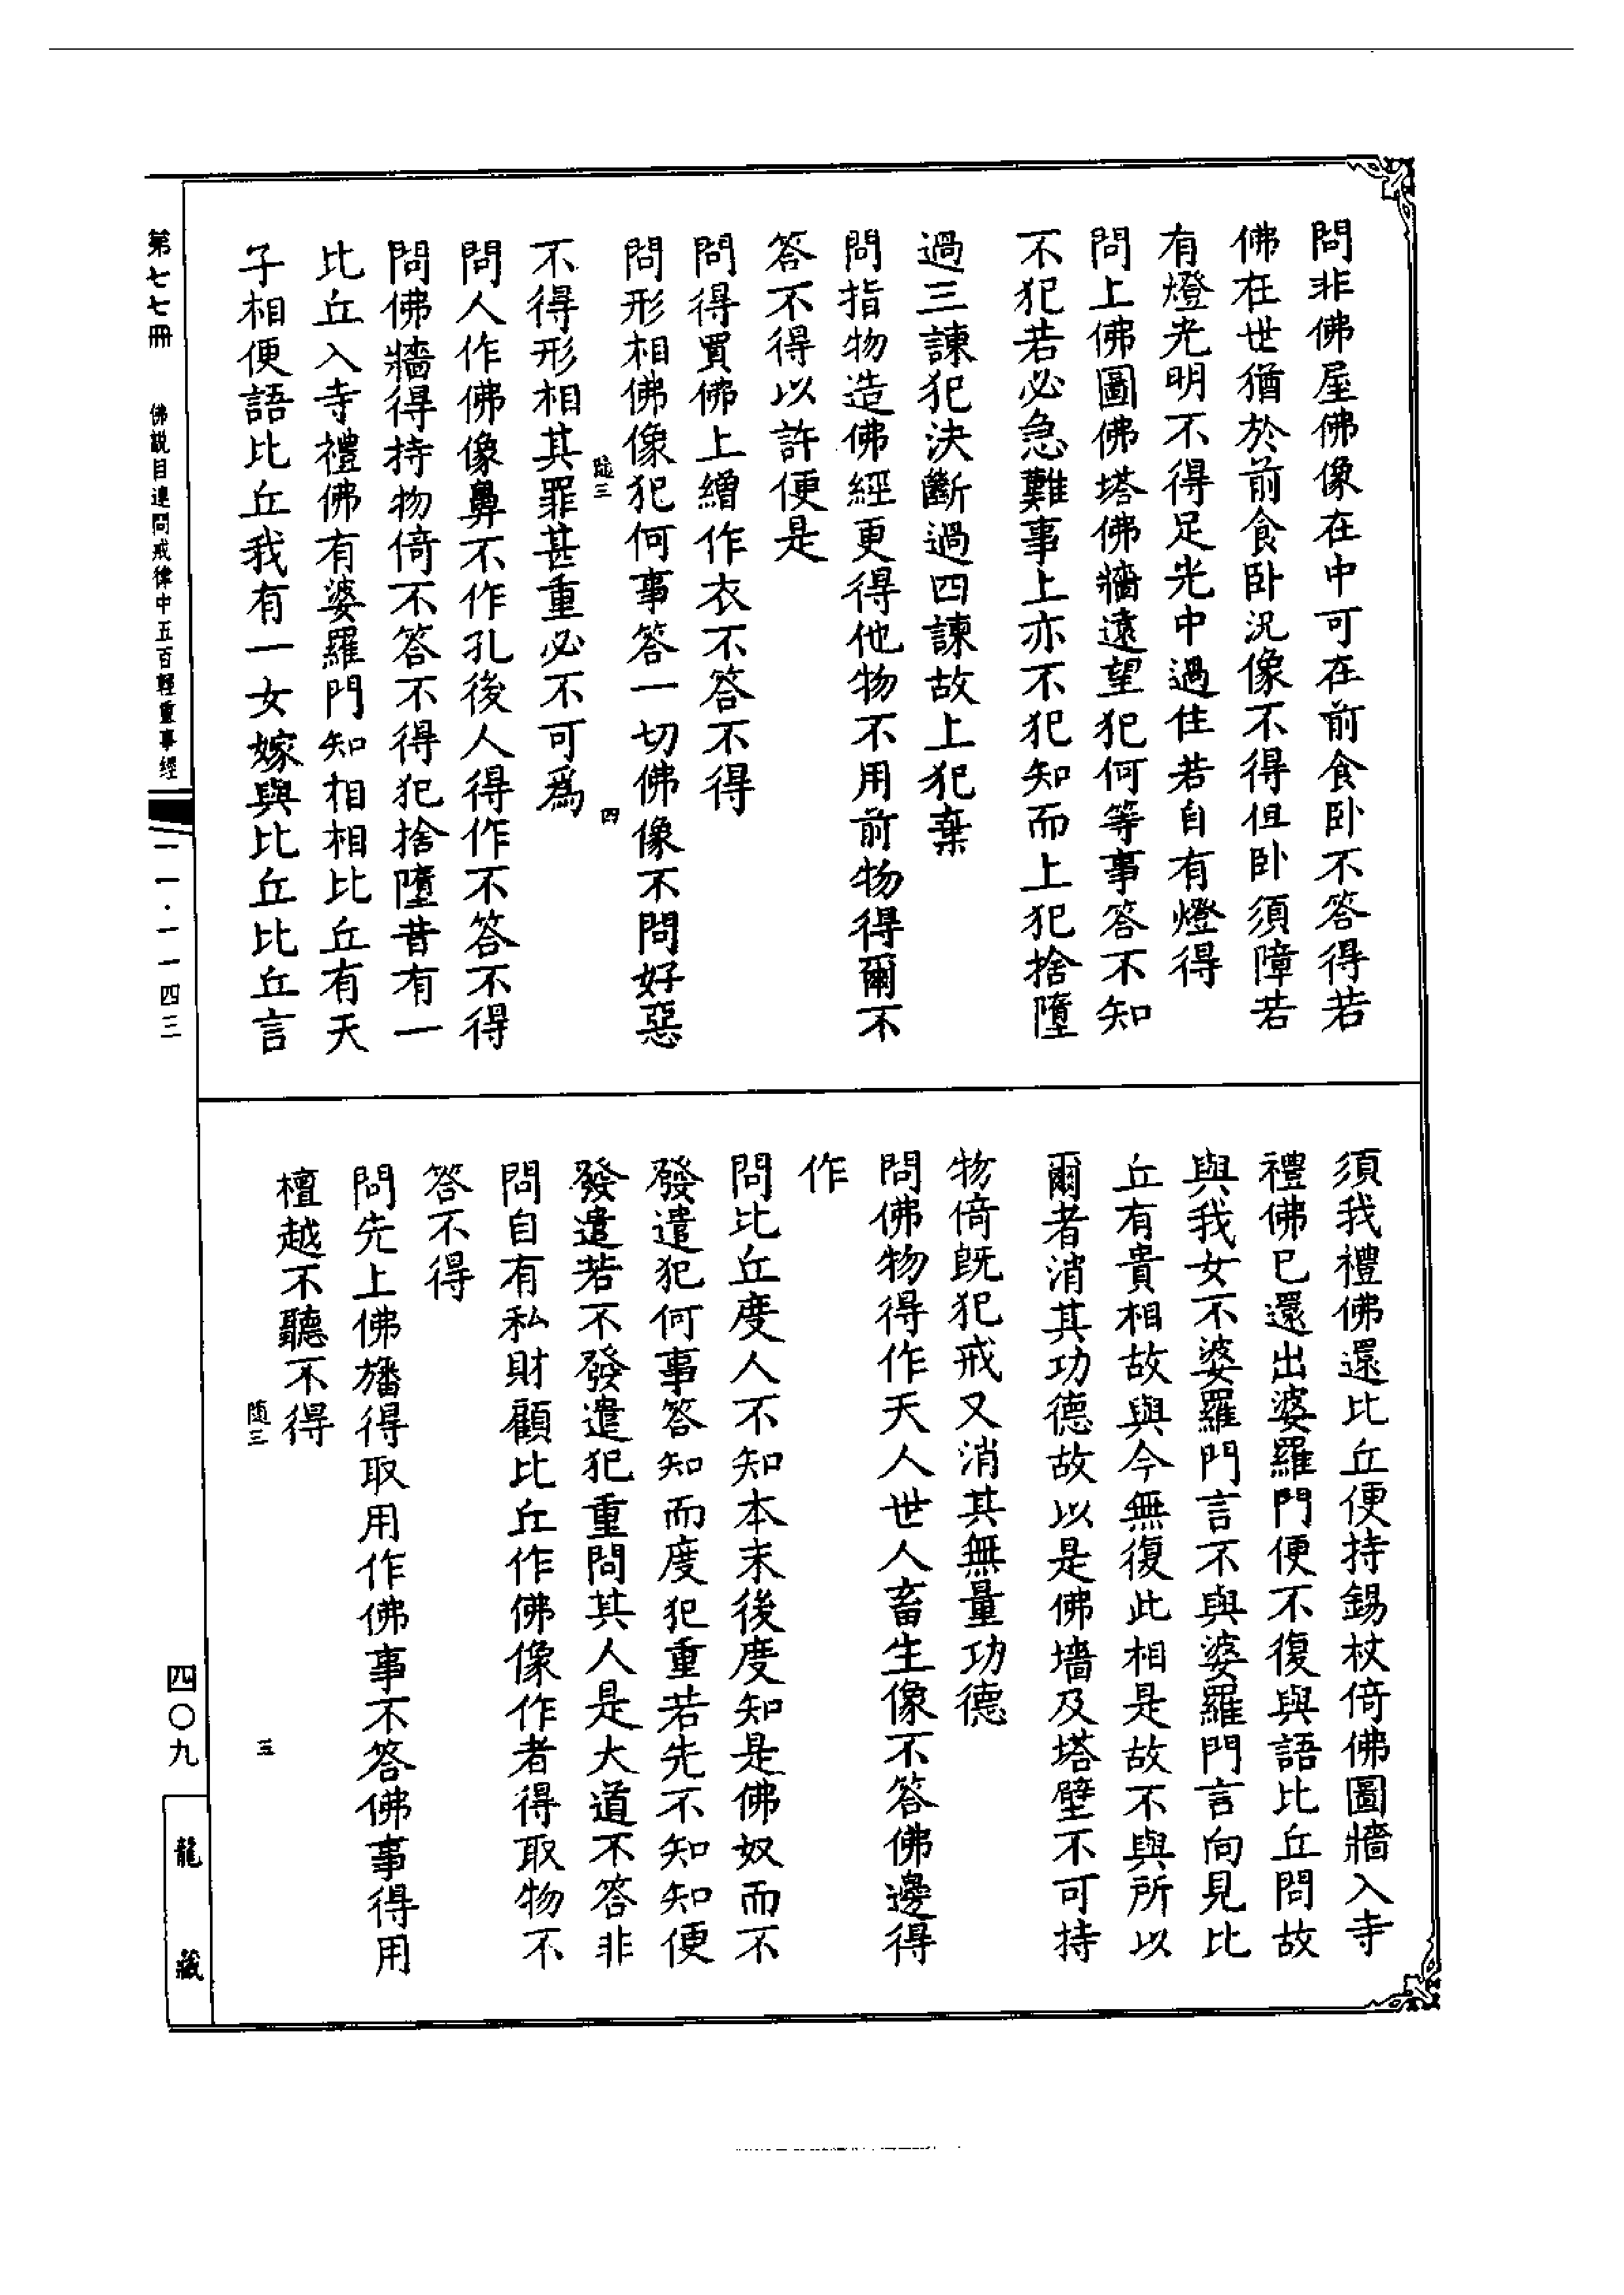 問非佛屋佛像在中可在前食卧不答得若
佛在世猶於前食卧況像不得但卧須障若
有燈光明不得足光中過住若自有燈得
問上佛圖佛塔佛牆遠望犯何等事答不知
不犯若必急難事上亦不犯知而上犯捨墮
過三諫犯決斷過四諫故上犯棄
問指物造佛經更得他物不用前物得爾不
答不得以許便是
問得買佛上繒作衣不答不得
問形相佛像犯何事答一切佛像不問好惡
隨三
四
不得形相其罪甚重必不可爲
問人作佛像鼻不作孔後人得作不答不得
問佛牆得持物倚不答不得犯捨墮昔有一
比丘入寺禮佛有婆羅門知相相比丘有天
子相便語比丘我有一女嫁與比丘比丘言
第七七冊
佛説目連問戒律中五百輕重事經
一一·一一四三
須我禮佛還比丘便持錫杖倚佛圖牆入寺
禮佛已還出婆羅門便不復與語比丘問故
與我女不婆羅門言不與婆羅門言向見比
丘有貴相故與今無復此相是故不與所以
爾者消其功德故以是佛墻及塔壁不可持
物倚既犯戒又消其無量功德
問佛物得作天人世人畜生像不答佛邊得
作
問比丘度人不知本末後度知是佛奴而不
發遣犯何事答知而度犯重若先不知知便
發遣若不發遣犯重問其人是大道不答非
問自有私財顧比丘作佛像作者得取物不
答不得
問先上佛旛得取用作佛事不答佛事得用
檀越不聽不得
隨三
三
四〇九
龍藏